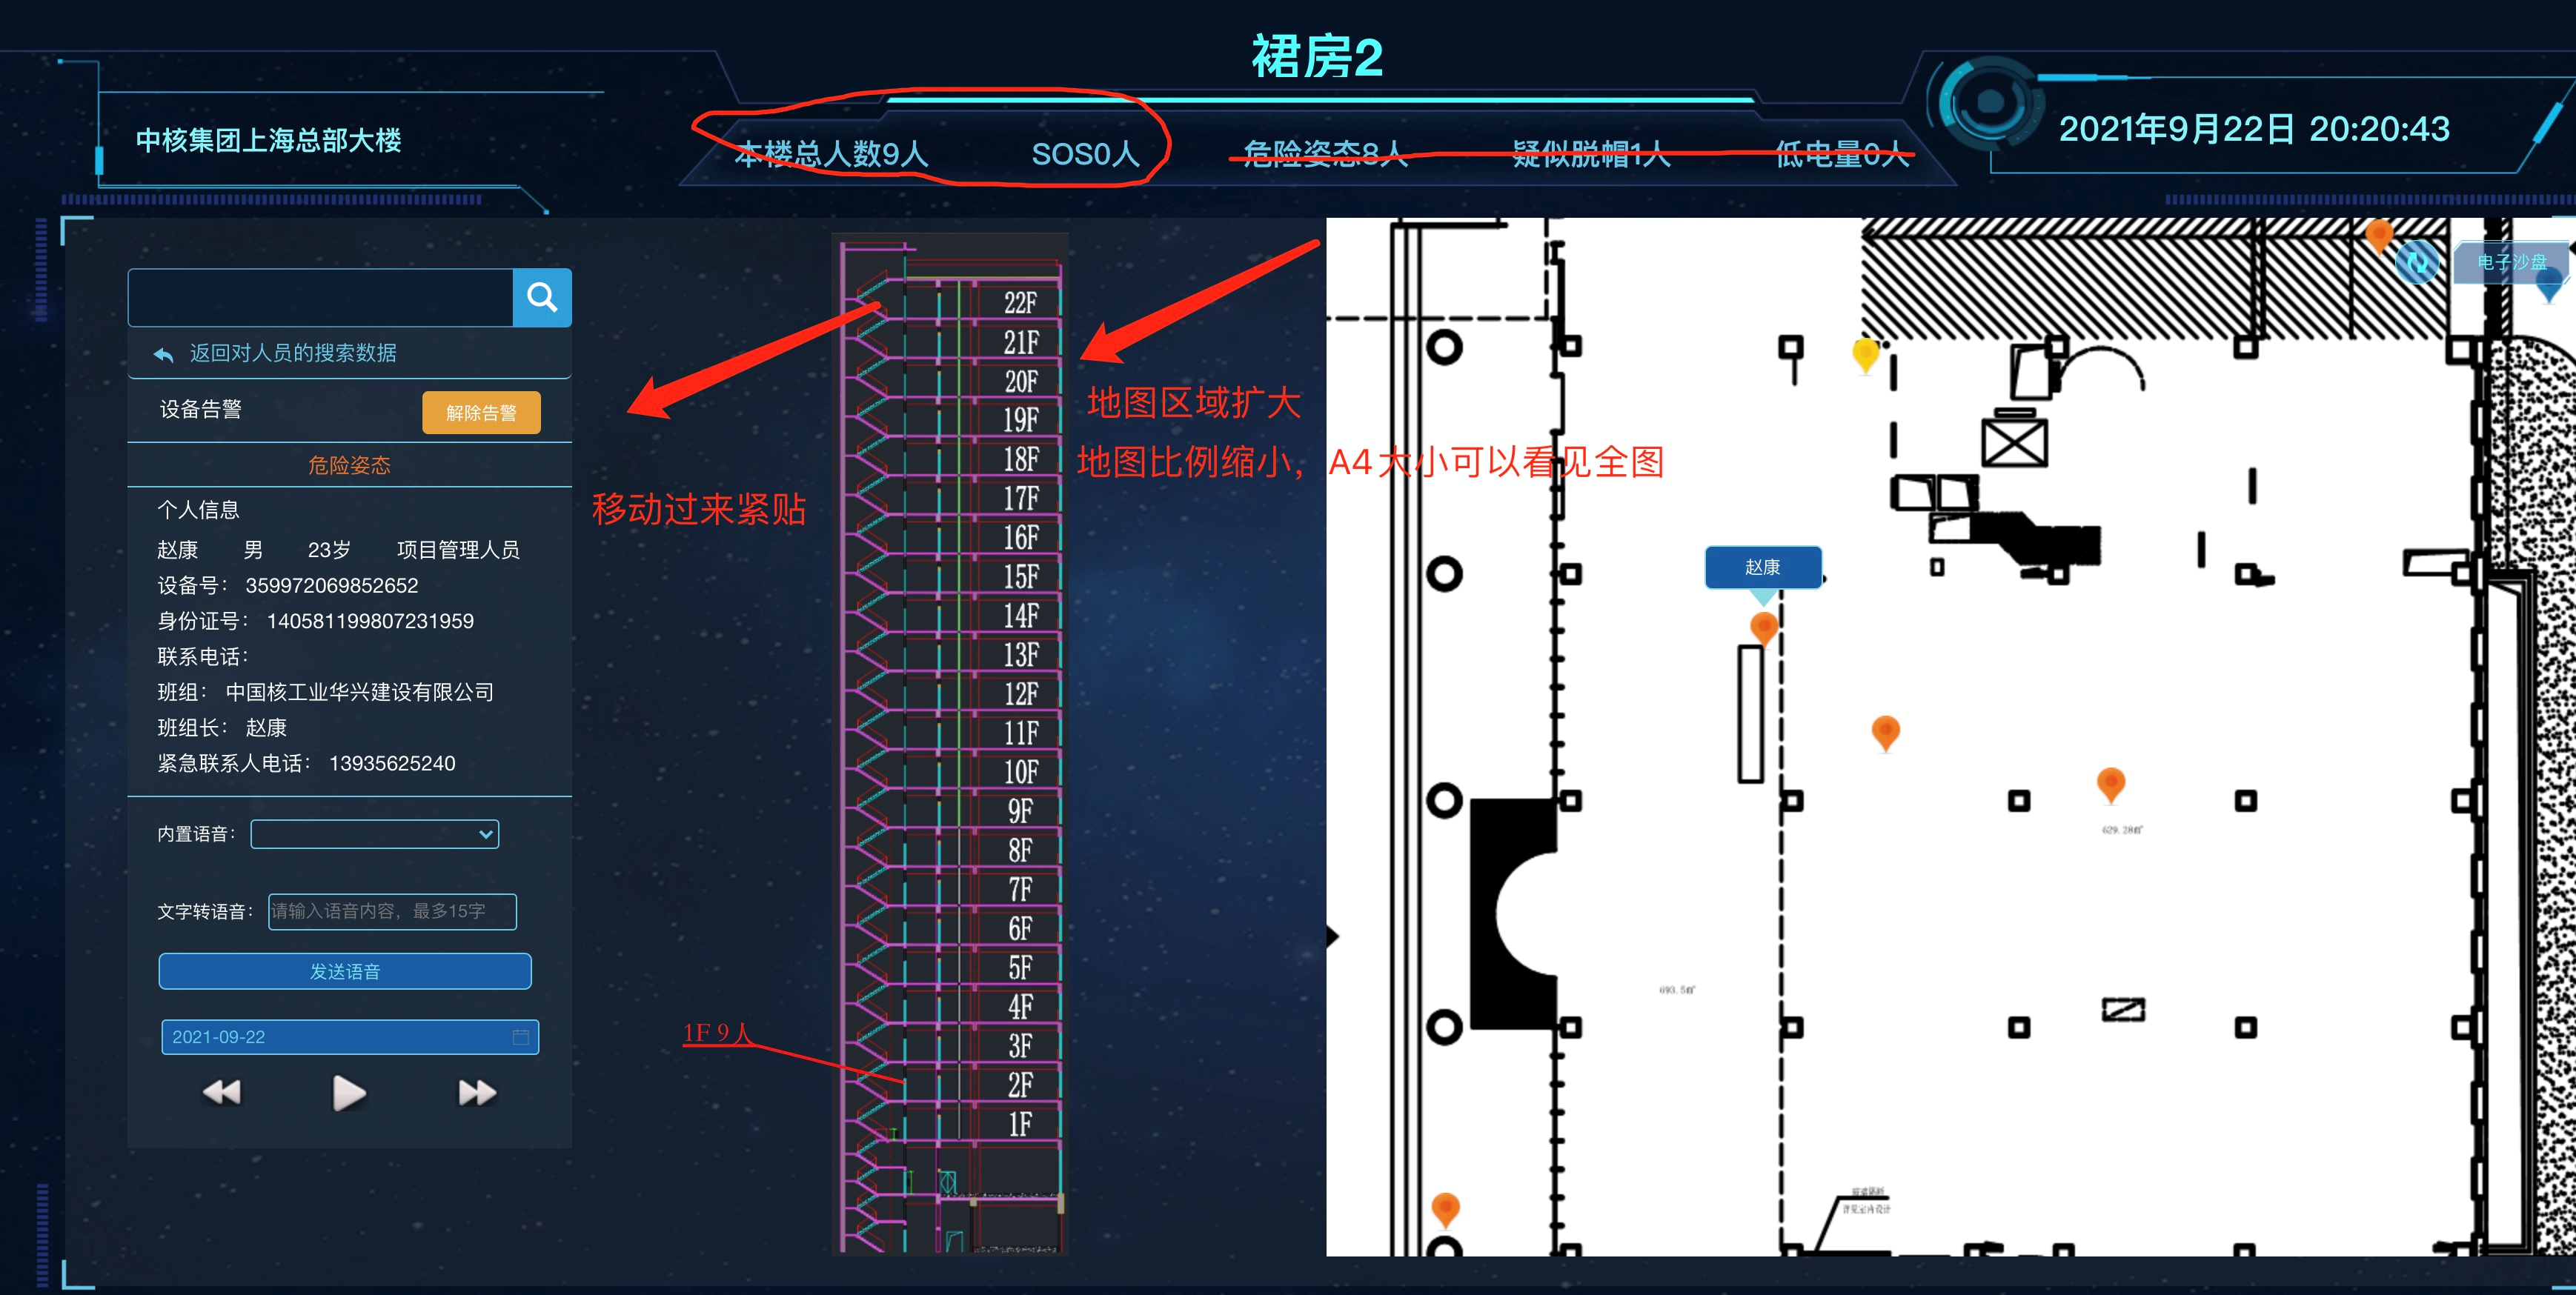 裙房2
中核集团上海总部大楼
本楼总人数9人 SOS0人 危险姿态8人 疑似脱帽1人 低电量0人
2021年9月22日 20:20:43
返回对人员的搜索数据
设备告警 解除告警
危险姿态
个人信息
赵康 男 23岁 项目管理人员
设备号： 359972069852652
身份证号： 140581199807231959
联系电话：
班组： 中国核工业华兴建设有限公司
班组长： 赵康
紧急联系人电话： 13935625240
内置语音：
文字转语音： 请输入语音内容，最多15字
发送语音
2021-09-22
移动过来紧贴
1F 9人
22F
21F
20F
19F
18F
17F
16F
15F
14F
13F
12F
11F
10F
9F
8F
7F
6F
5F
4F
3F
2F
1F
地图区域扩大
地图比例缩小，A4大小可以看见全图
电子沙盘
赵康
629.28㎡
693.5㎡
详见室内设计